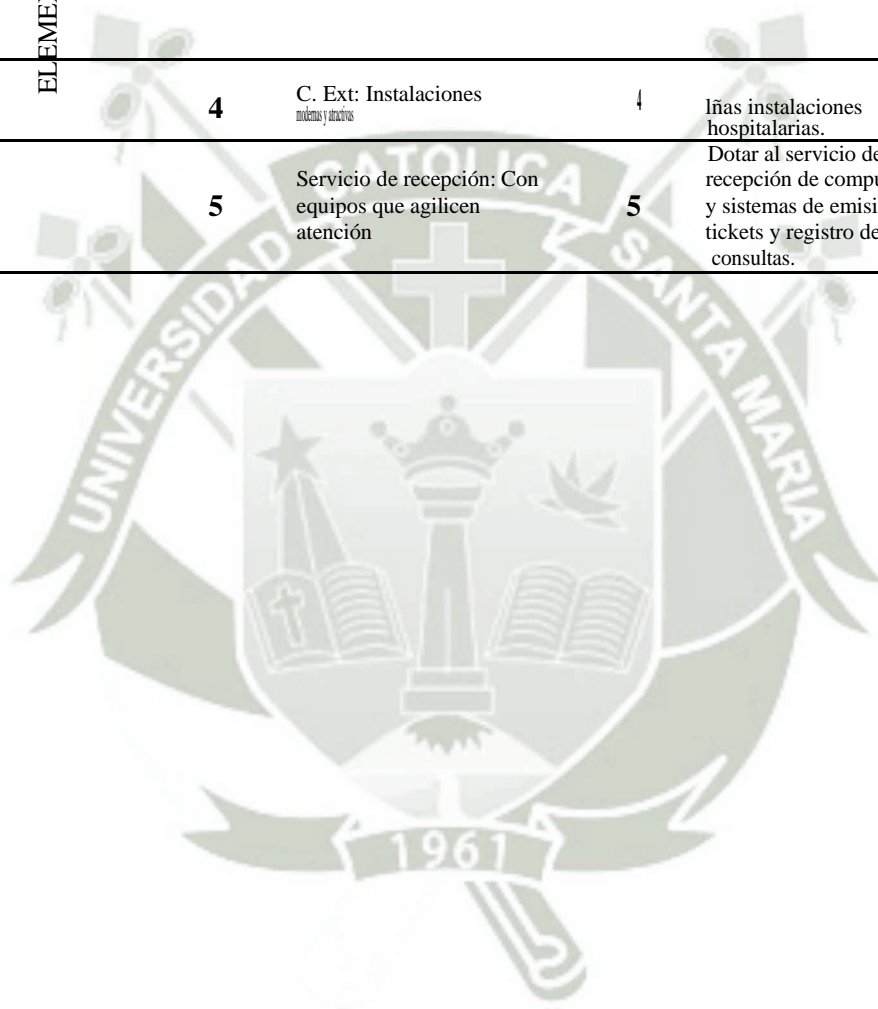 ELEME
4
C. Ext: Instalaciones
modernas y atractivas
4
lñas instalaciones
hospitalarias.
5
Servicio de recepción: Con
equipos que agilicen
atención
5
Dotar al servicio de
recepción de compu
y sistemas de emisi
tickets y registro de
consultas.
UNIVERSIDAD CATOLICA SANTA MARIA
1961